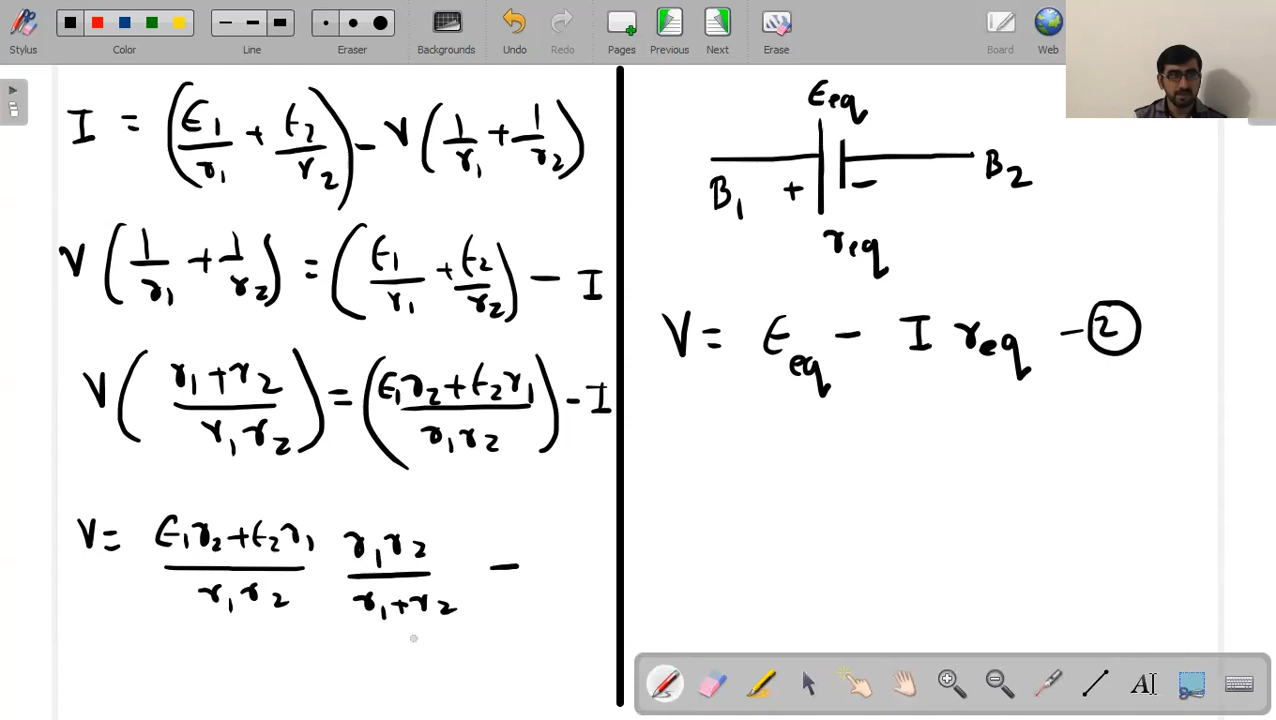 Stylus Color Line Eraser Backgrounds Undo Redo Pages Previous Next Erase Board Web
I = (ε1/r1 + ε2/r2) - V(1/r1 + 1/r2)
V(1/r1 + 1/r2) = (ε1/r1 + ε2/r2) - I
V(r1+r2/r1r2) = (ε1r2+ε2r1/r1r2) - I
V= ε1r2+ε2r1/r1r2 r1r2/r1+r2 -
εeq
B1 + - B2
req
V= εeq - I req -②